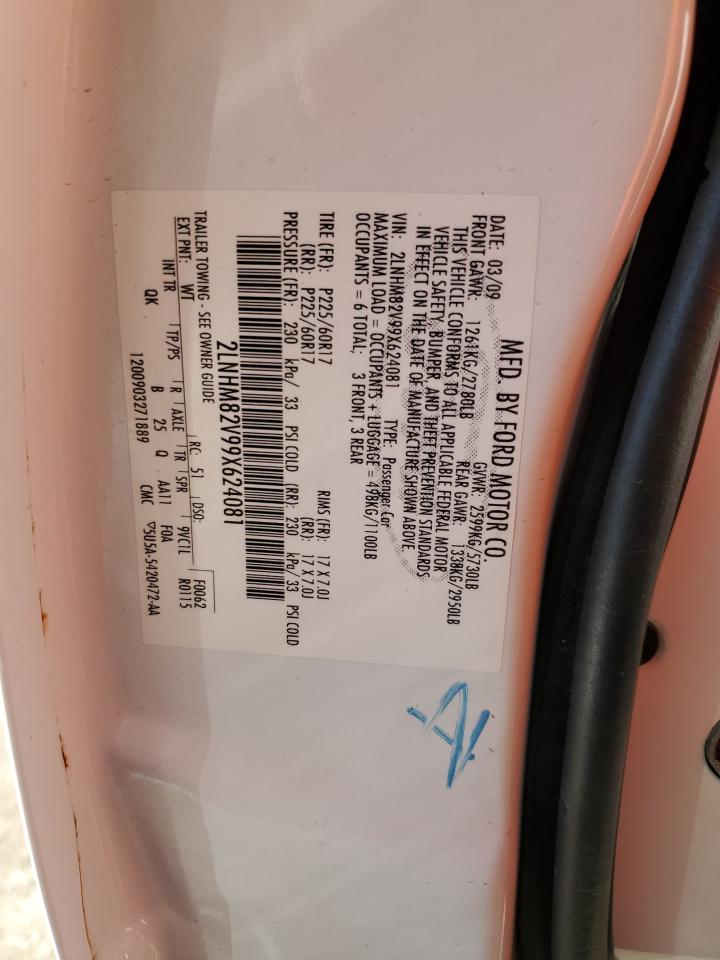 MFD. BY FORD MOTOR CO.
DATE: 03/09 GVWR: 2599KG/5730LB
FRONT GAWR: 1261KG/2780LB REAR GAWR: 1338KG/2950LB
THIS VEHICLE CONFORMS TO ALL APPLICABLE FEDERAL MOTOR
VEHICLE SAFETY, BUMPER, AND THEFT PREVENTION STANDARDS
IN EFFECT ON THE DATE OF MANUFACTURE SHOWN ABOVE.
VIN: 2LNHM82V99X624081 TYPE: Passenger Car
MAXIMUM LOAD = OCCUPANTS + LUGGAGE = 498KG/1100LB
OCCUPANTS = 6 TOTAL; 3 FRONT, 3 REAR
TIRE (FR): P225/60R17 RIMS (FR): 17 X 7.0J
(RR): P225/60R17 (RR): 17 X 7.0J
PRESSURE (FR): 230 kPa/ 33 PSI COLD (RR): 230 kPa/ 33 PSI COLD
2LNHM82V99X624081
TRAILER TOWING - SEE OWNER GUIDE
EXT PNT: WT RC: 51 DSO: F0062
R0115
INT TR TP/PS R AXLE TR SPR 9VC1L
QK B 25 Q AA11 F0A
1200903271889 CMC 5U5A-5420472-AA